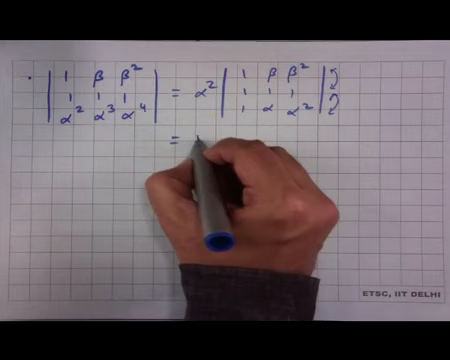 · | 1 β β² | = α² | 1 β β² |
| 1 1 1 | | 1 1 1 |
| α² α³ α⁴ | | 1 α α² |
=
ETSC, IIT DELHI